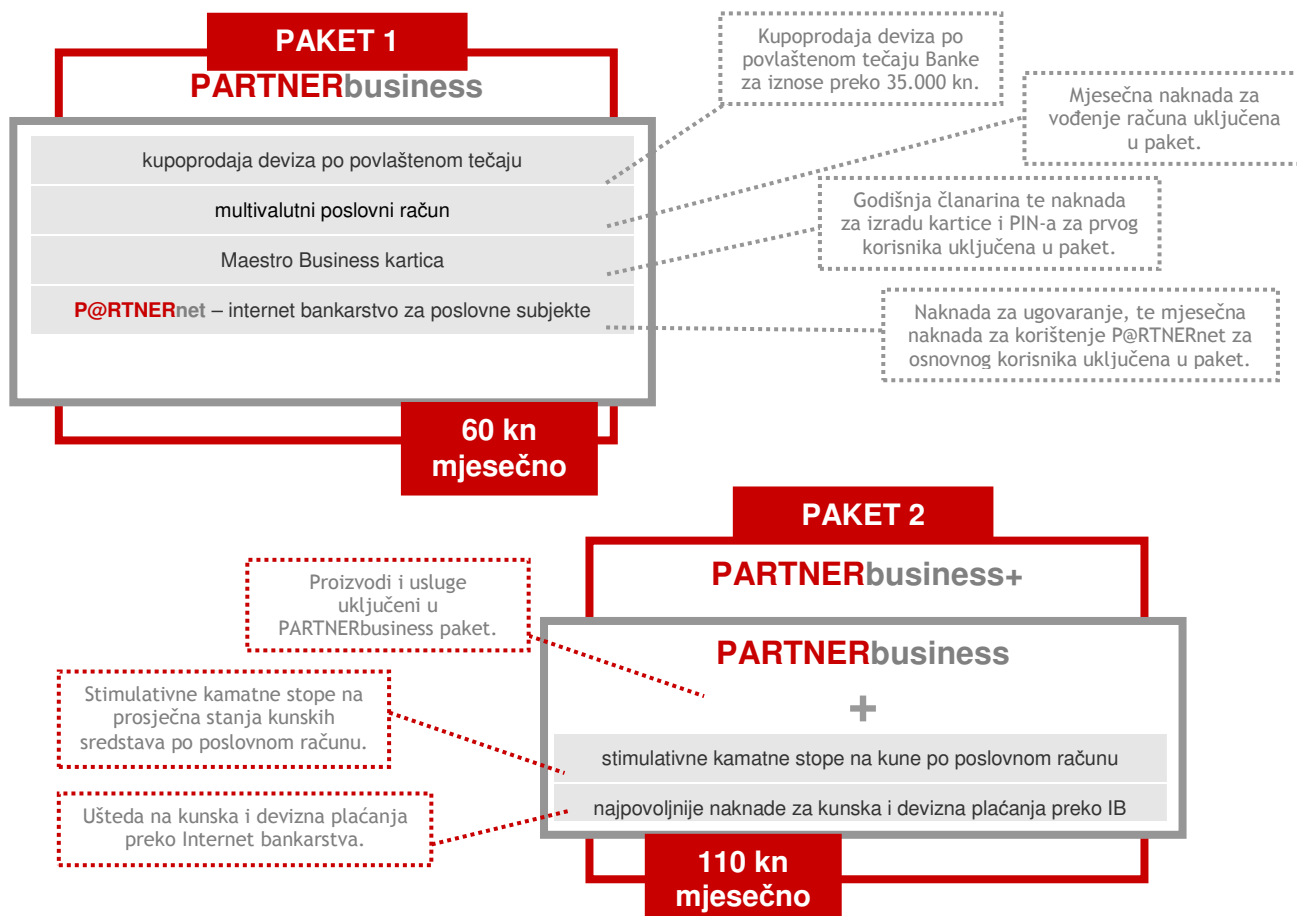 PAKET 1
PARTNERbusiness
kupoprodaja deviza po povlaštenom tečaju
multivalutni poslovni račun
Maestro Business kartica
P@RTNERnet – internet bankarstvo za poslovne subjekte
60 kn
mjesečno
Kupoprodaja deviza po
povlaštenom tečaju Banke
za iznose preko 35.000 kn.
Mjesečna naknada za
vođenje računa uključena
u paket.
Godišnja članarina te naknada
za izradu kartice i PIN-a za prvog
korisnika uključena u paket.
Naknada za ugovaranje, te mjesečna
naknada za korištenje P@RTNERnet za
osnovnog korisnika uključena u paket.
PAKET 2
PARTNERbusiness+
PARTNERbusiness
+
stimulativne kamatne stope na kune po poslovnom računu
najpovoljnije naknade za kunska i devizna plaćanja preko IB
110 kn
mjesečno
Proizvodi i usluge
uključeni u
PARTNERbusiness paket.
Stimulativne kamatne stope na
prosječna stanja kunskih
sredstava po poslovnom računu.
Ušteda na kunska i devizna plaćanja
preko Internet bankarstva.